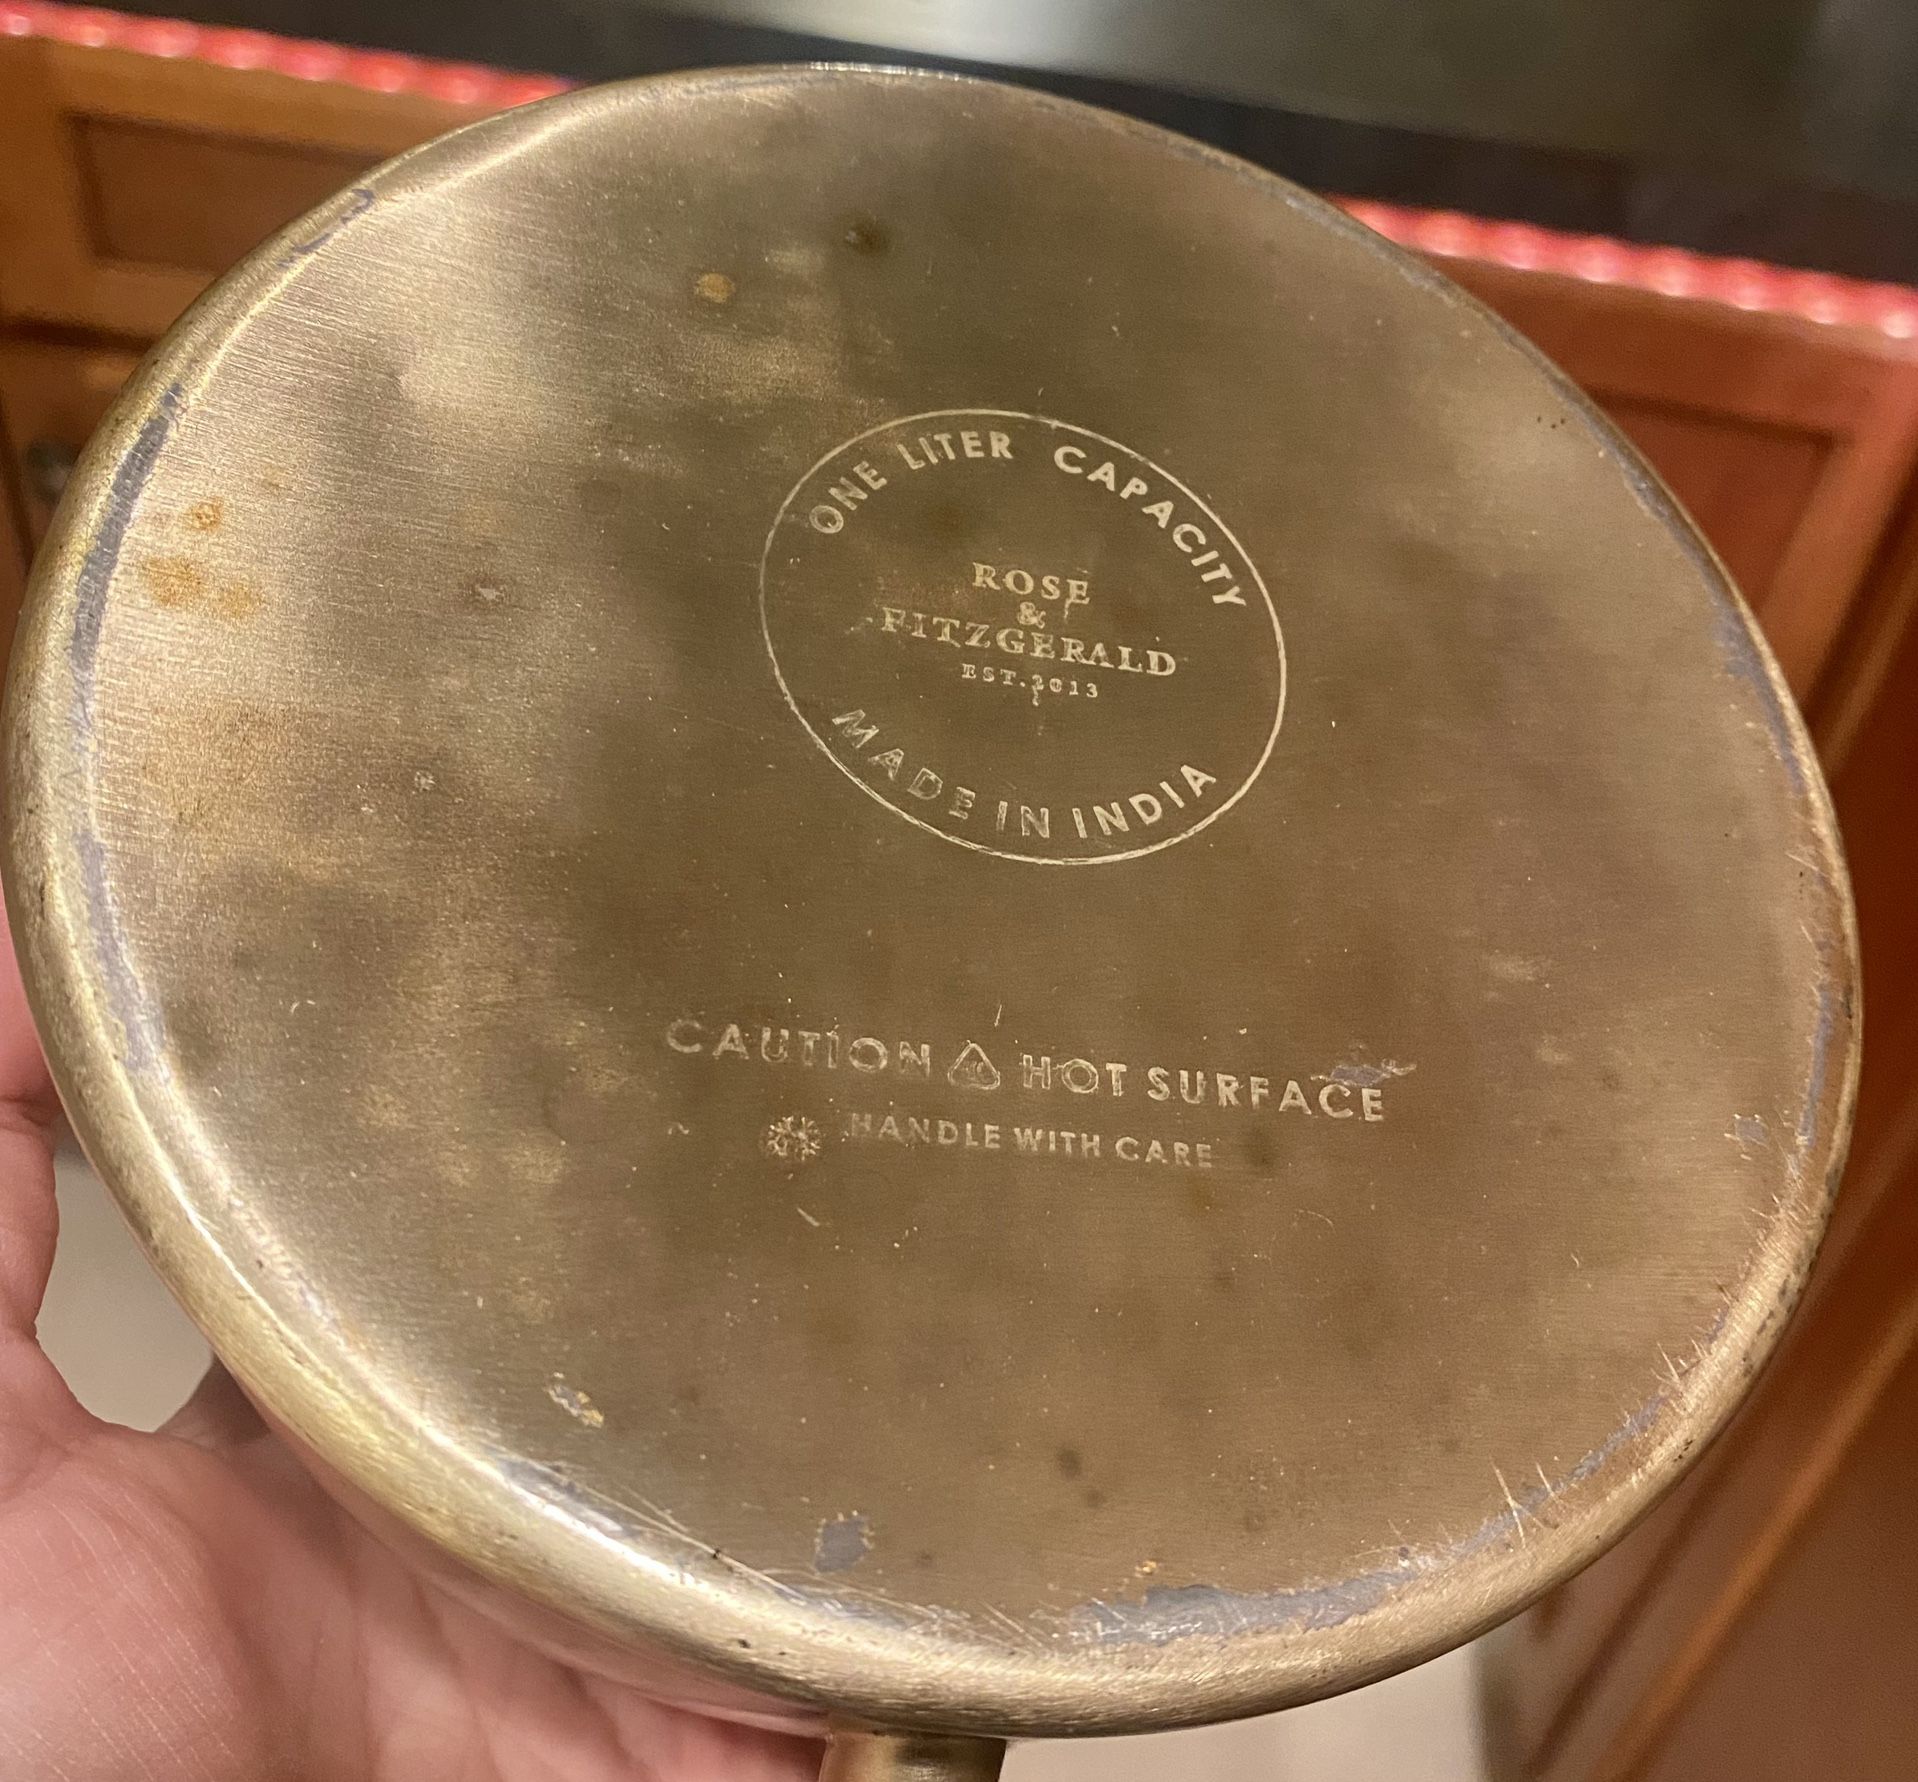 ONE LITER CAPACITY
ROSE
&
FITZGERALD
EST.2013
MADE IN INDIA
CAUTION HOT SURFACE
HANDLE WITH CARE